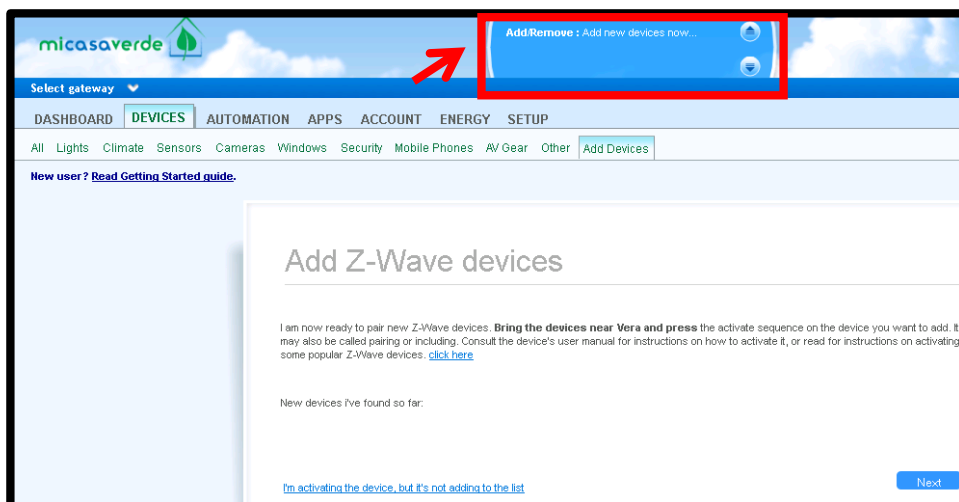 micasaverde
Add/Remove : Add new devices now...
Select gateway
DASHBOARD DEVICES AUTOMATION APPS ACCOUNT ENERGY SETUP
All Lights Climate Sensors Cameras Windows Security Mobile Phones AV Gear Other Add Devices
New user? Read Getting Started guide.
Add Z-Wave devices
I am now ready to pair new Z-Wave devices. Bring the devices near Vera and press the activate sequence on the device you want to add. It
may also be called pairing or including. Consult the device's user manual for instructions on how to activate it, or read for instructions on activating
some popular Z-Wave devices. click here
New devices i've found so far:
I'm activating the device, but it's not adding to the list
Next